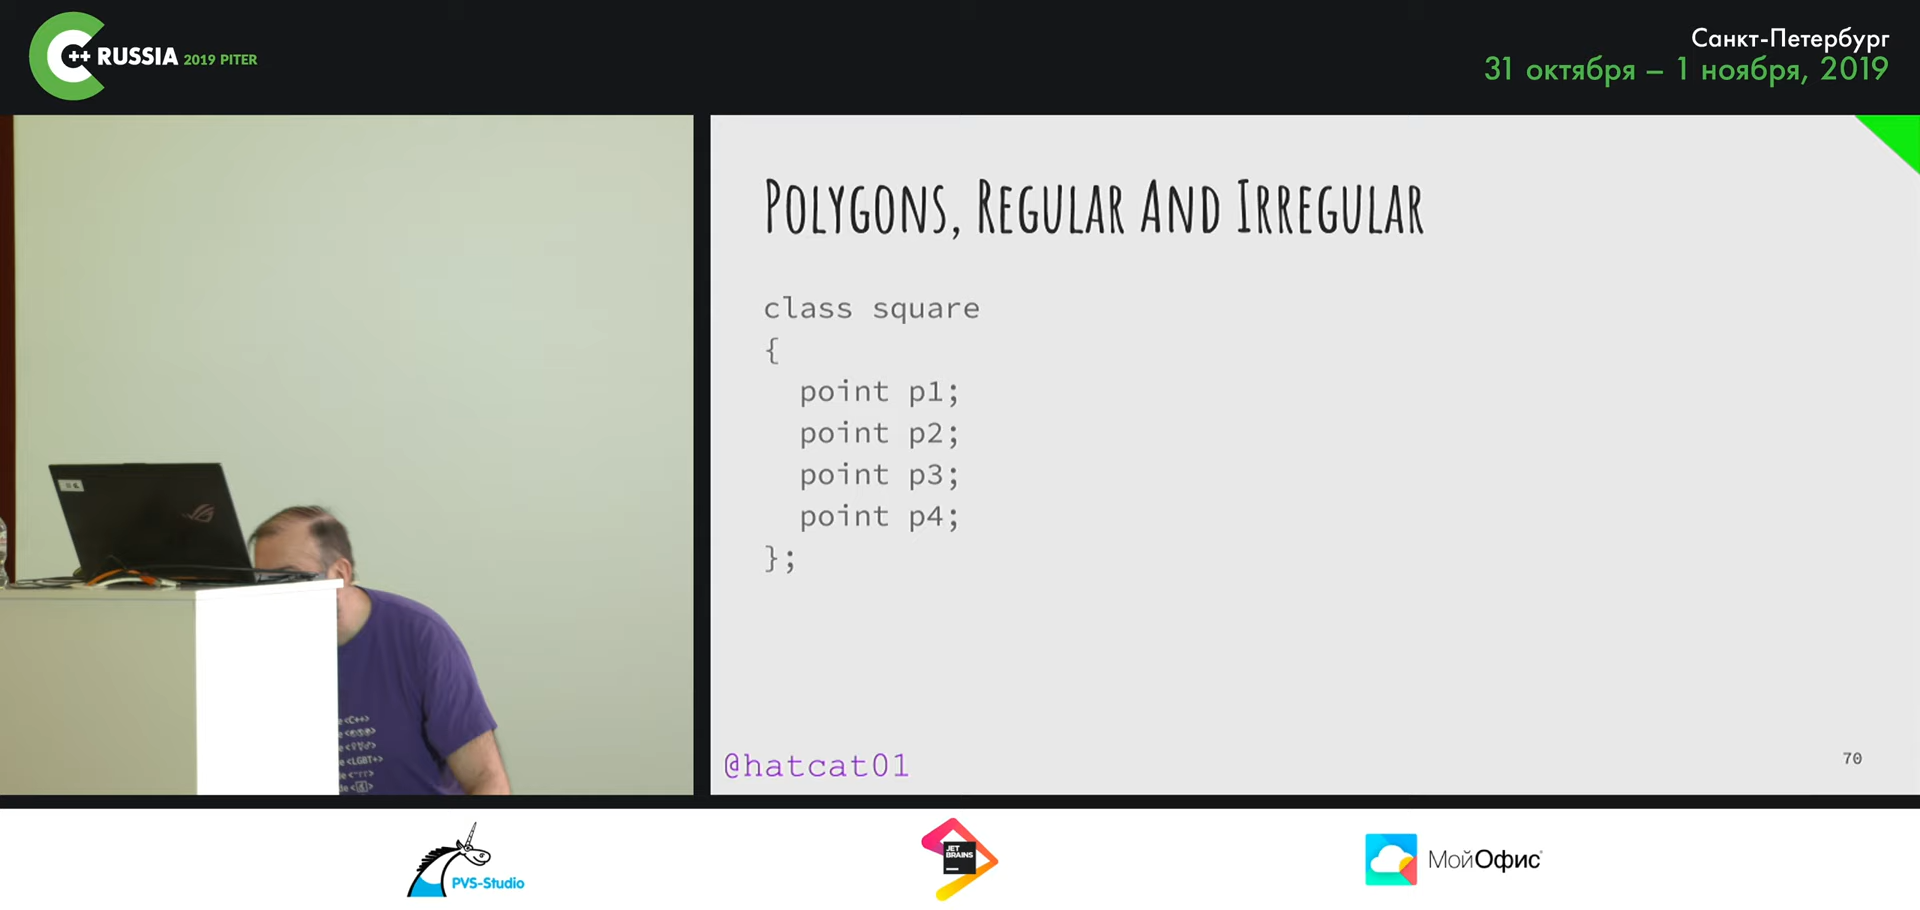 C++ RUSSIA 2019 PITER
Санкт-Петербург
31 октября – 1 ноября, 2019
POLYGONS, REGULAR AND IRREGULAR
class square
{
point p1;
point p2;
point p3;
point p4;
};
@hatcat01
70
<C++>
<LGBT+>
PVS-Studio
JET
BRAINS
МойОфис